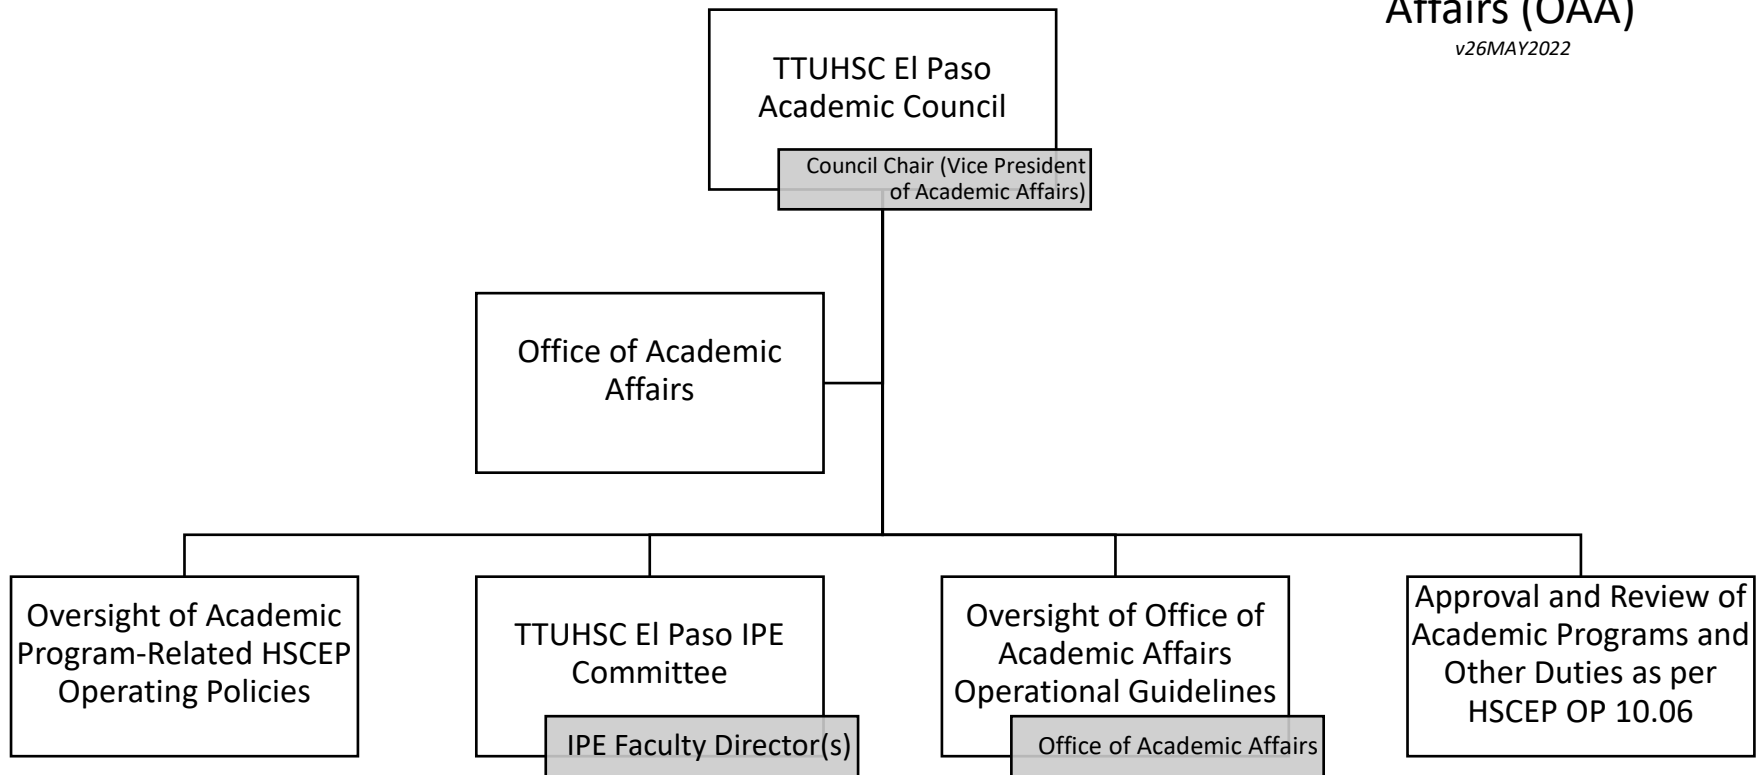 Affairs (OAA)
v26MAY2022
TTUHSC El Paso
Academic Council
Council Chair (Vice President
of Academic Affairs)
Office of Academic
Affairs
Oversight of Academic
Program-Related HSCEP
Operating Policies
TTUHSC El Paso IPE
Committee
IPE Faculty Director(s)
Oversight of Office of
Academic Affairs
Operational Guidelines
Office of Academic Affairs
Approval and Review of
Academic Programs and
Other Duties as per
HSCEP OP 10.06